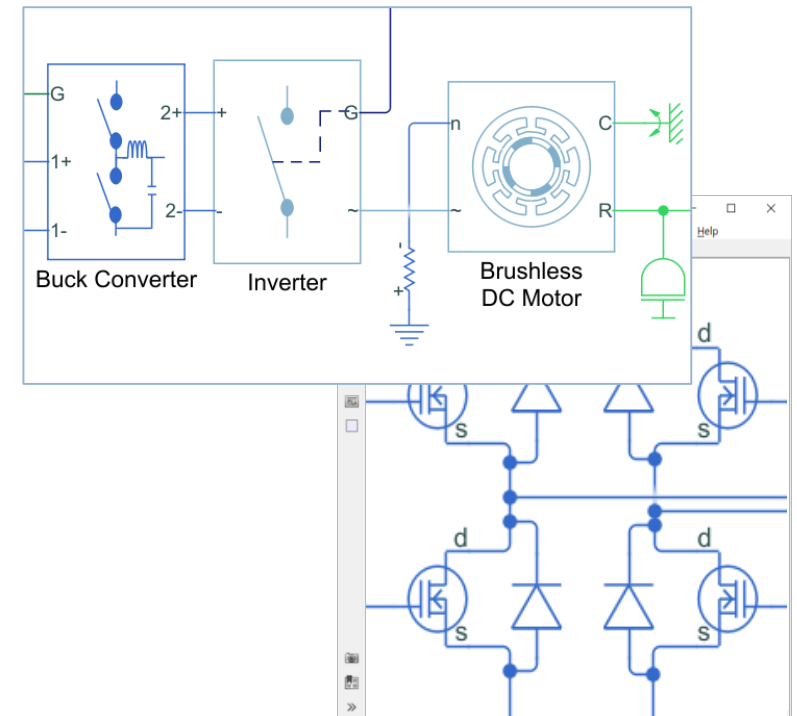 G
1+
1-
2+
2-
Buck Converter
+
-
G
~
Inverter
-
+
n
~
C
R
Brushless
DC Motor
Help
d
s
s
d
d
s
s